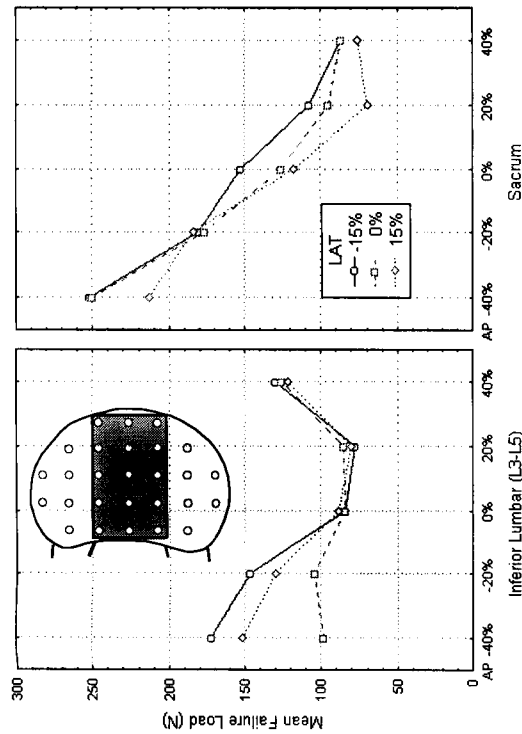 Mean Failure Load (N)
300
250
200
150
100
50
0
AP -40% -20% 0% 20% 40%
Inferior Lumbar (L3-L5)
AP -40% -20% 0% 20% 40%
Sacrum
LAT
-15%
0%
15%